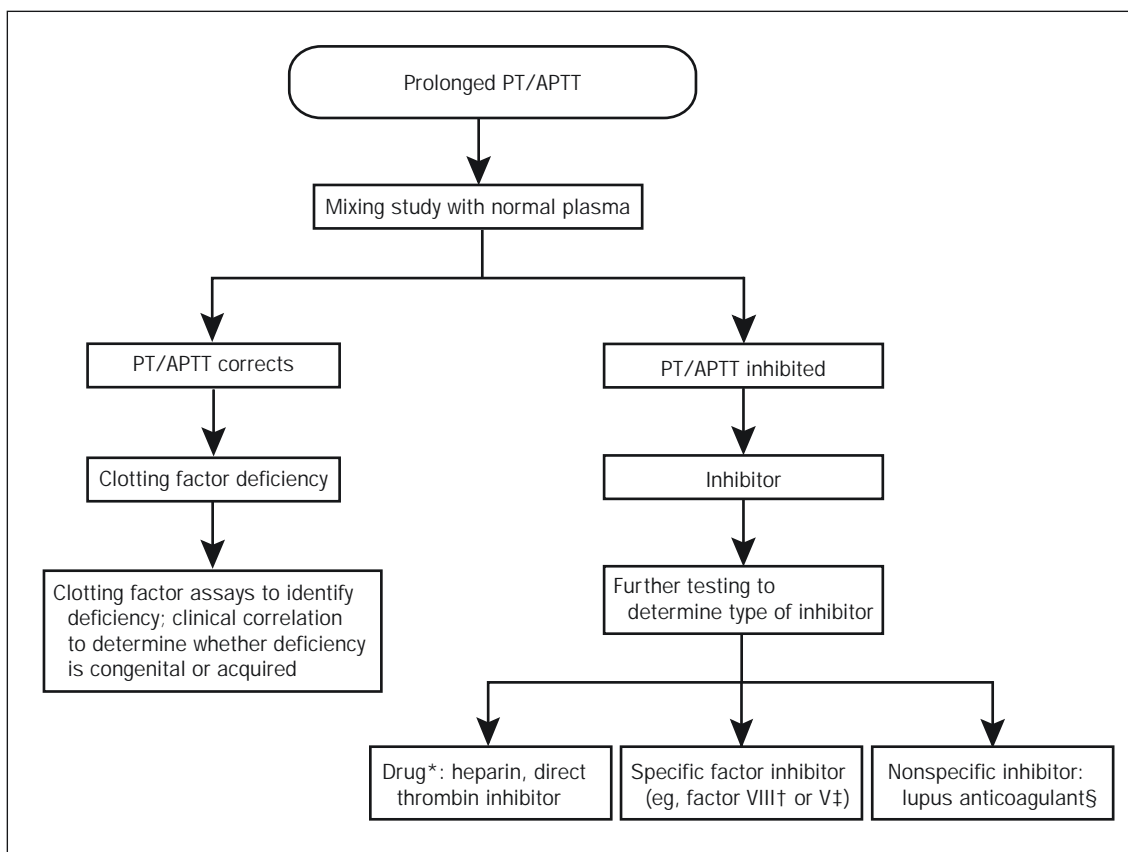 Prolonged PT/APTT
Mixing study with normal plasma
PT/APTT corrects
PT/APTT inhibited
Clotting factor deficiency
Inhibitor
Clotting factor assays to identify
deficiency; clinical correlation
to determine whether deficiency
is congenital or acquired
Further testing to
determine type of inhibitor
Drug*: heparin, direct
thrombin inhibitor
Specific factor inhibitor
(eg, factor VIII† or V‡)
Nonspecific inhibitor:
lupus anticoagulant§